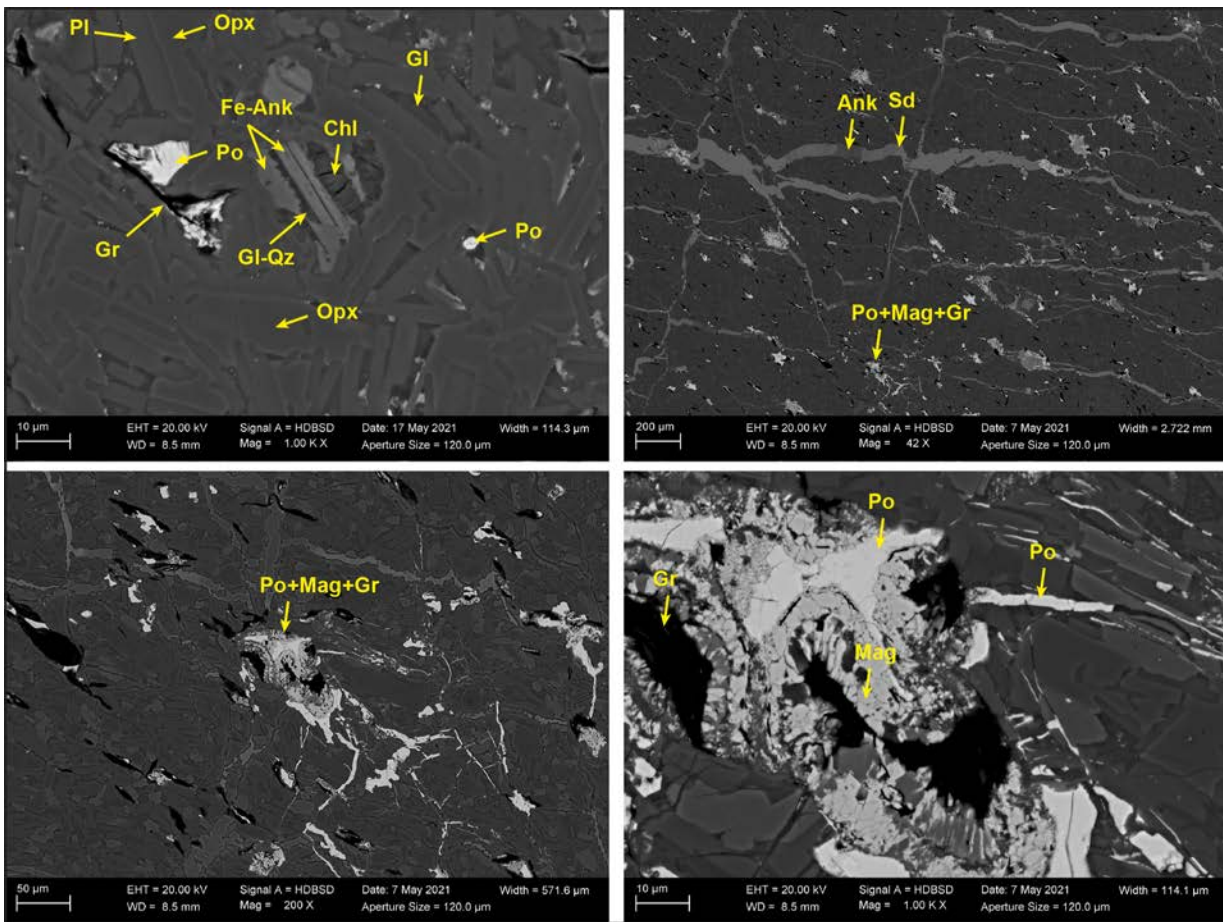 Pl
Opx
Gl
Fe-Ank
Chl
Po
Gr
Gl-Qz
Po
Opx
10 µm
EHT = 20.00 kV Signal A = HDBSD Date: 17 May 2021 Width = 114.3 µm
WD = 8.5 mm Mag = 1.00 K X Aperture Size = 120.0 µm
Ank
Sd
Po+Mag+Gr
200 µm
EHT = 20.00 kV Signal A = HDBSD Date: 7 May 2021 Width = 2.722 mm
WD = 8.5 mm Mag = 42 X Aperture Size = 120.0 µm
Po+Mag+Gr
50 µm
EHT = 20.00 kV Signal A = HDBSD Date: 7 May 2021 Width = 571.6 µm
WD = 8.5 mm Mag = 200 X Aperture Size = 120.0 µm
Po
Gr
Po
Mag
10 µm
EHT = 20.00 kV Signal A = HDBSD Date: 7 May 2021 Width = 114.1 µm
WD = 8.5 mm Mag = 1.00 K X Aperture Size = 120.0 µm